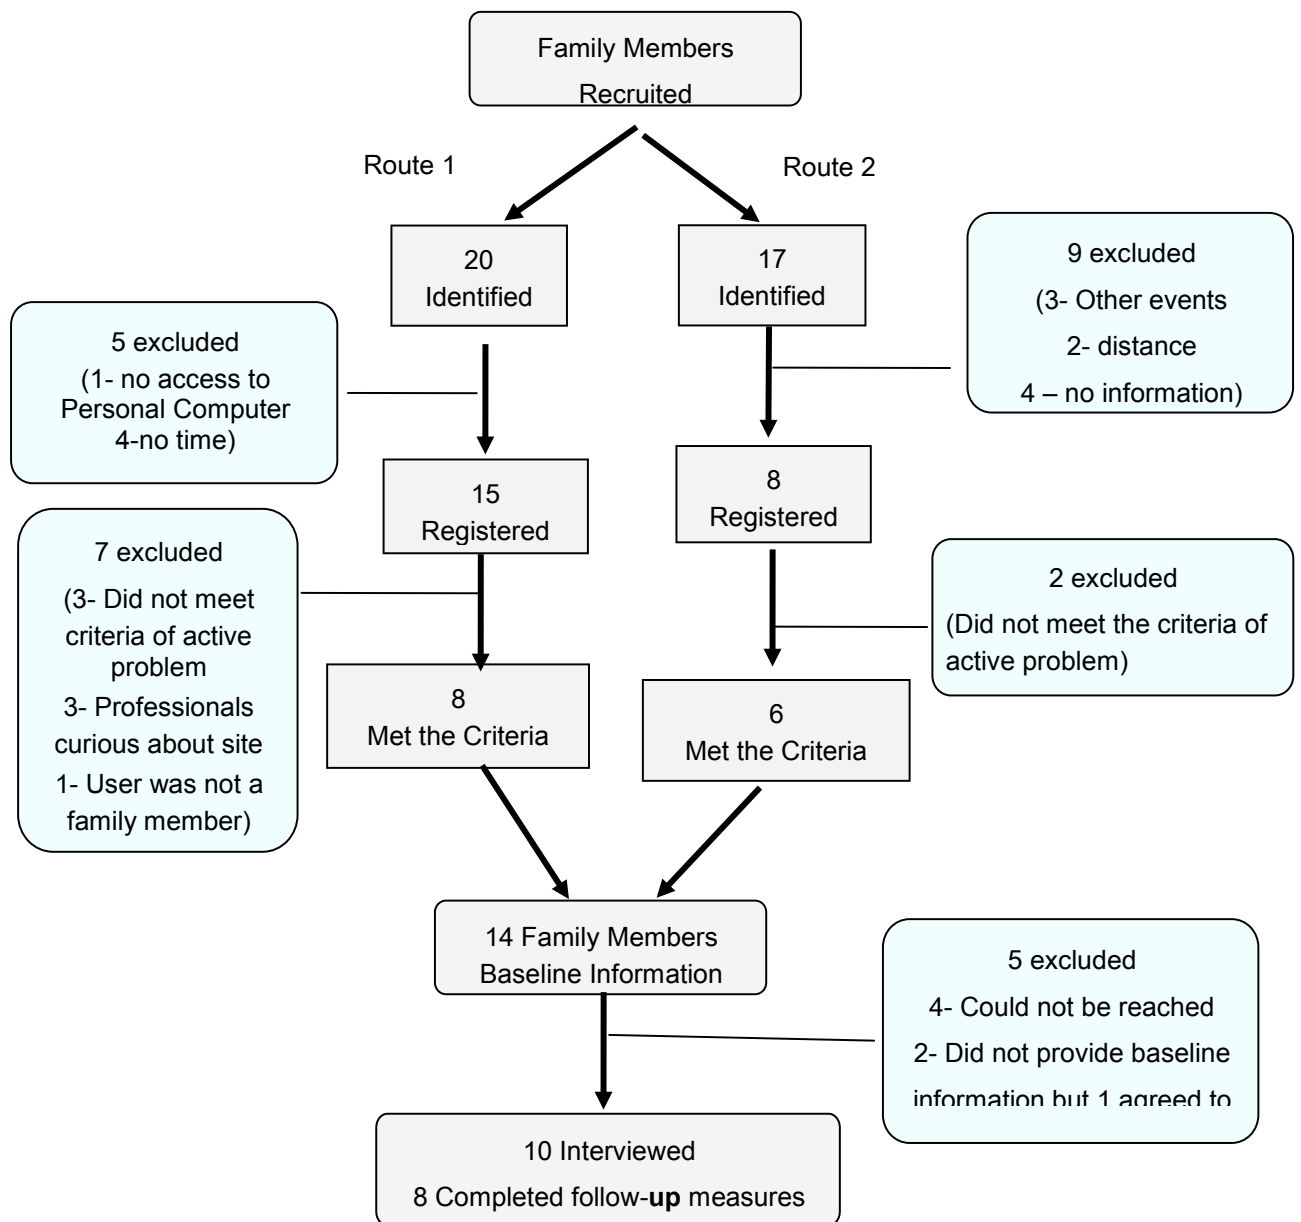 Family Members
Recruited
Route 1
Route 2
20
Identified
17
Identified
9 excluded
(3- Other events
2- distance
4 – no information)
5 excluded
(1- no access to
Personal Computer
4-no time)
15
Registered
8
Registered
7 excluded
(3- Did not meet
criteria of active
problem
3- Professionals
curious about site
1- User was not a
family member)
2 excluded
(Did not meet the criteria of
active problem)
8
Met the Criteria
6
Met the Criteria
14 Family Members
Baseline Information
5 excluded
4- Could not be reached
2- Did not provide baseline
information but 1 agreed to
10 Interviewed
8 Completed follow-up measures